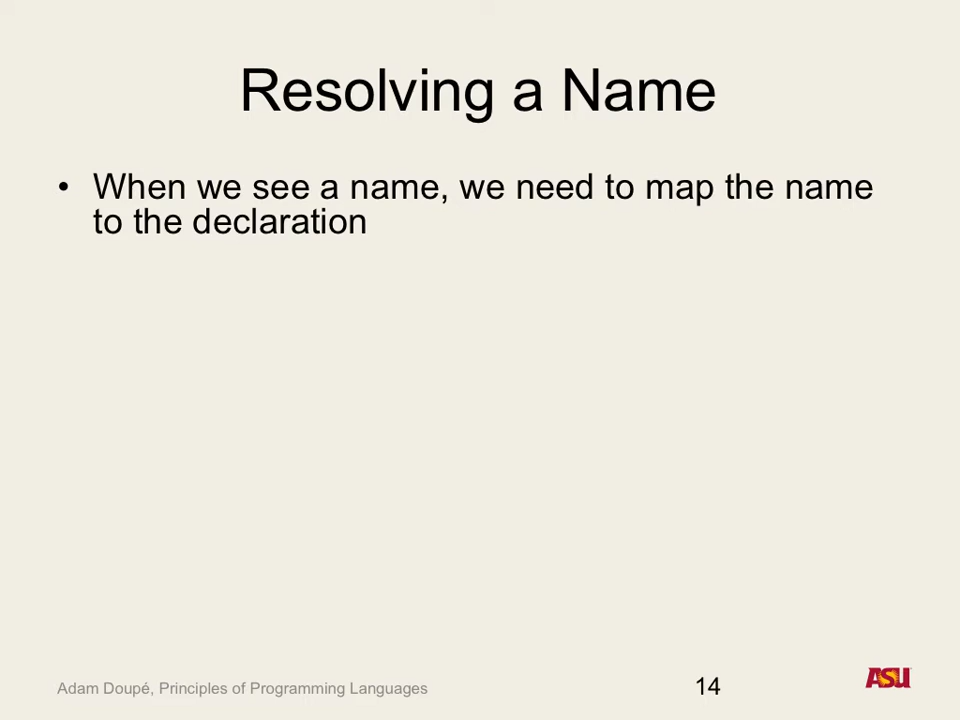 Resolving a Name
• When we see a name, we need to map the name
to the declaration
Adam Doupé, Principles of Programming Languages
14
ASU